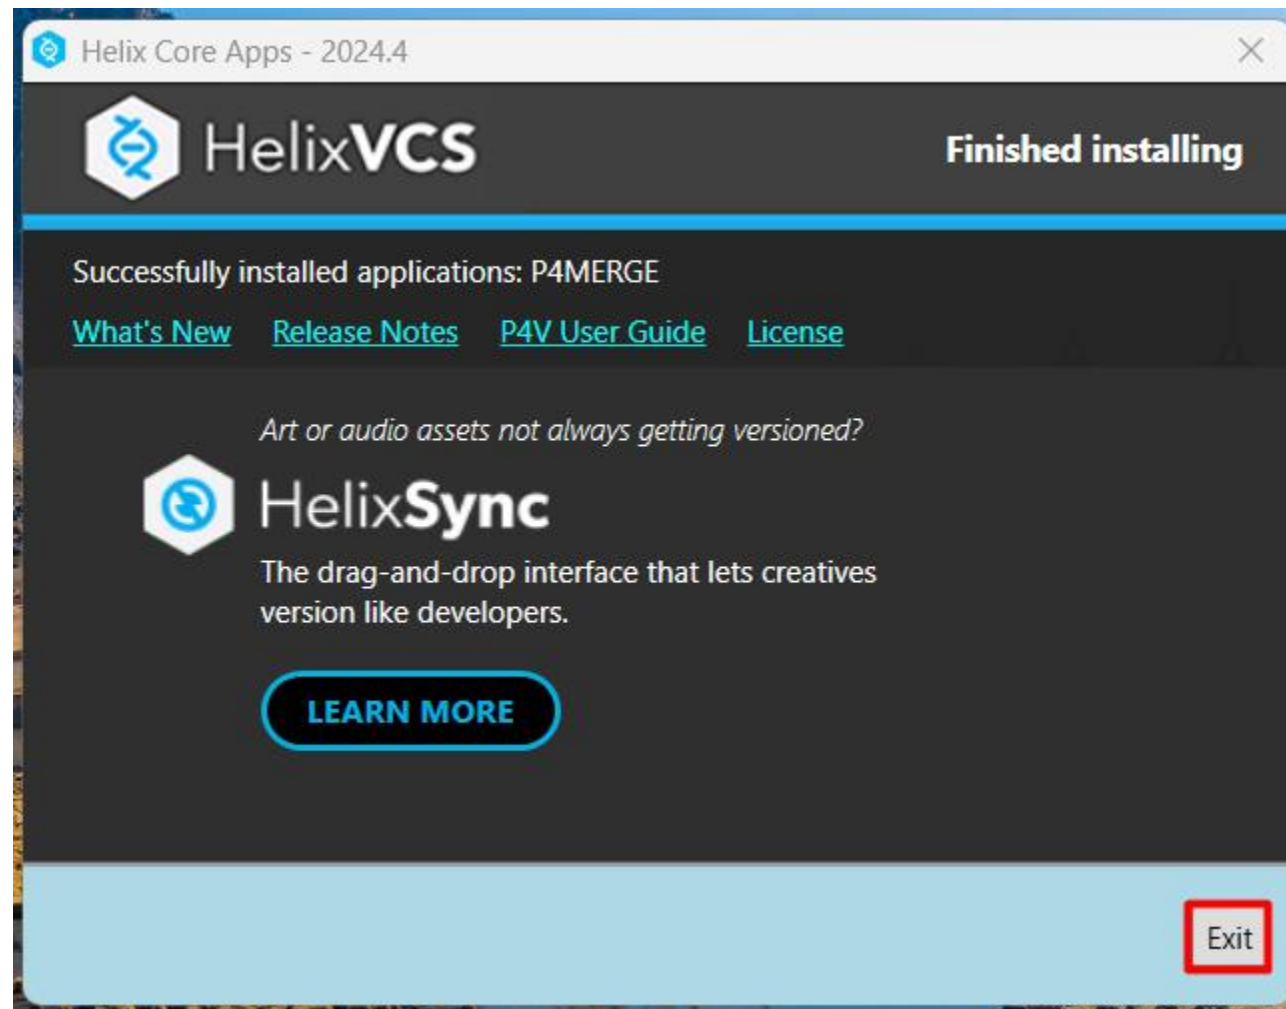 Helix Core Apps - 2024.4
HelixVCS
Finished installing
Successfully installed applications: P4MERGE
What's New Release Notes P4V User Guide License
Art or audio assets not always getting versioned?
HelixSync
The drag-and-drop interface that lets creatives
version like developers.
LEARN MORE
Exit